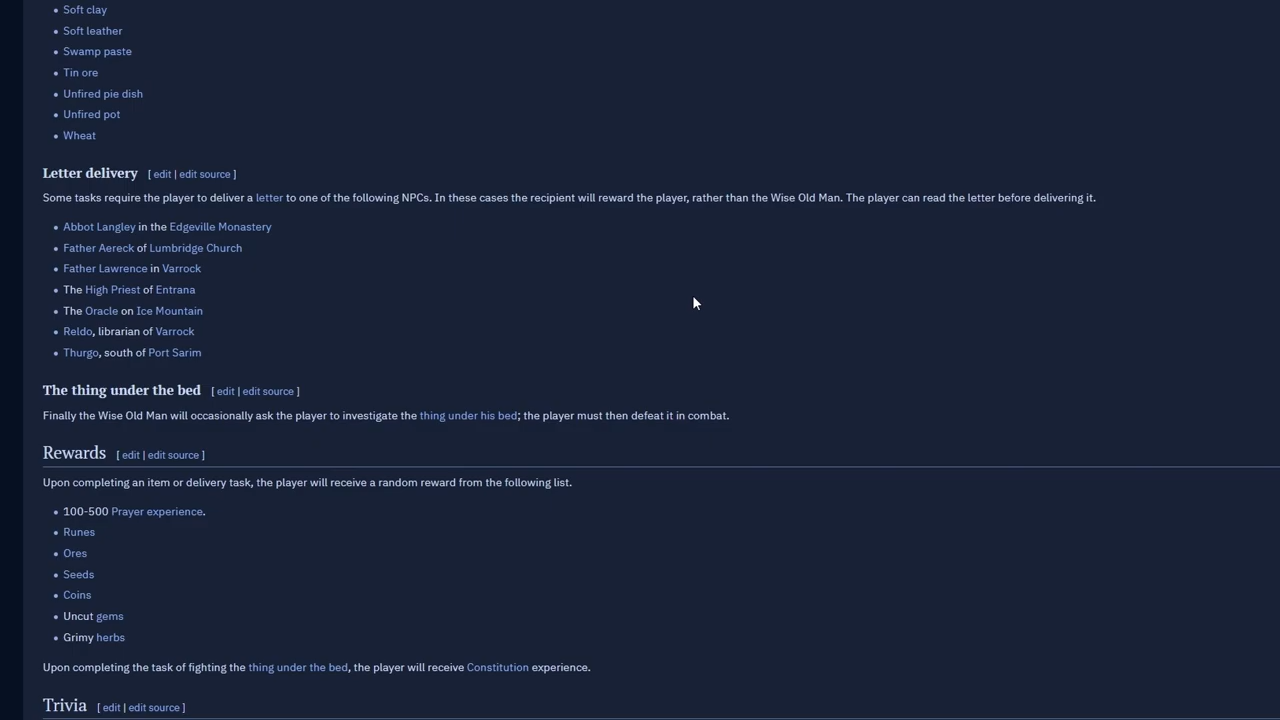 Soft clay
Soft leather
Swamp paste
Tin ore
Unfired pie dish
Unfired pot
Wheat
Letter delivery [ edit | edit source ]
Some tasks require the player to deliver a letter to one of the following NPCs. In these cases the recipient will reward the player, rather than the Wise Old Man. The player can read the letter before delivering it.
Abbot Langley in the Edgeville Monastery
Father Aereck of Lumbridge Church
Father Lawrence in Varrock
The High Priest of Entrana
The Oracle on Ice Mountain
Reldo, librarian of Varrock
Thurgo, south of Port Sarim
The thing under the bed [ edit | edit source ]
Finally the Wise Old Man will occasionally ask the player to investigate the thing under his bed; the player must then defeat it in combat.
Rewards [ edit | edit source ]
Upon completing an item or delivery task, the player will receive a random reward from the following list.
100-500 Prayer experience.
Runes
Ores
Seeds
Coins
Uncut gems
Grimy herbs
Upon completing the task of fighting the thing under the bed, the player will receive Constitution experience.
Trivia [ edit | edit source ]